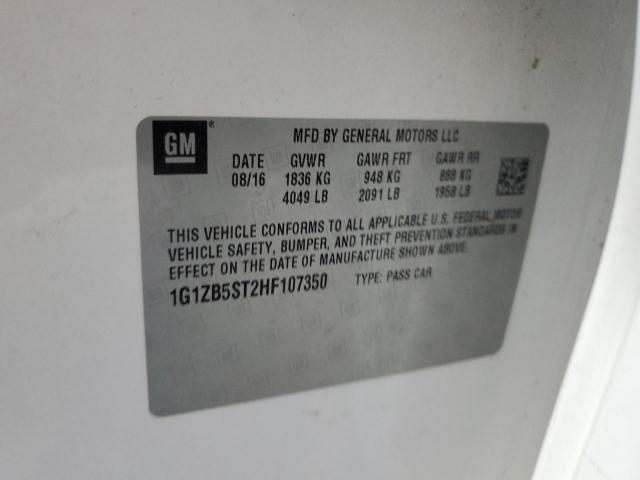 GM
MFD BY GENERAL MOTORS LLC
DATE GVWR GAWR FRT GAWR RR
08/16 1836 KG 948 KG 888 KG
4049 LB 2091 LB 1958 LB
THIS VEHICLE CONFORMS TO ALL APPLICABLE U.S. FEDERAL MOTOR
VEHICLE SAFETY, BUMPER, AND THEFT PREVENTION STANDARDS IN
EFFECT ON THE DATE OF MANUFACTURE SHOWN ABOVE.
1G1ZB5ST2HF107350 TYPE: PASS CAR